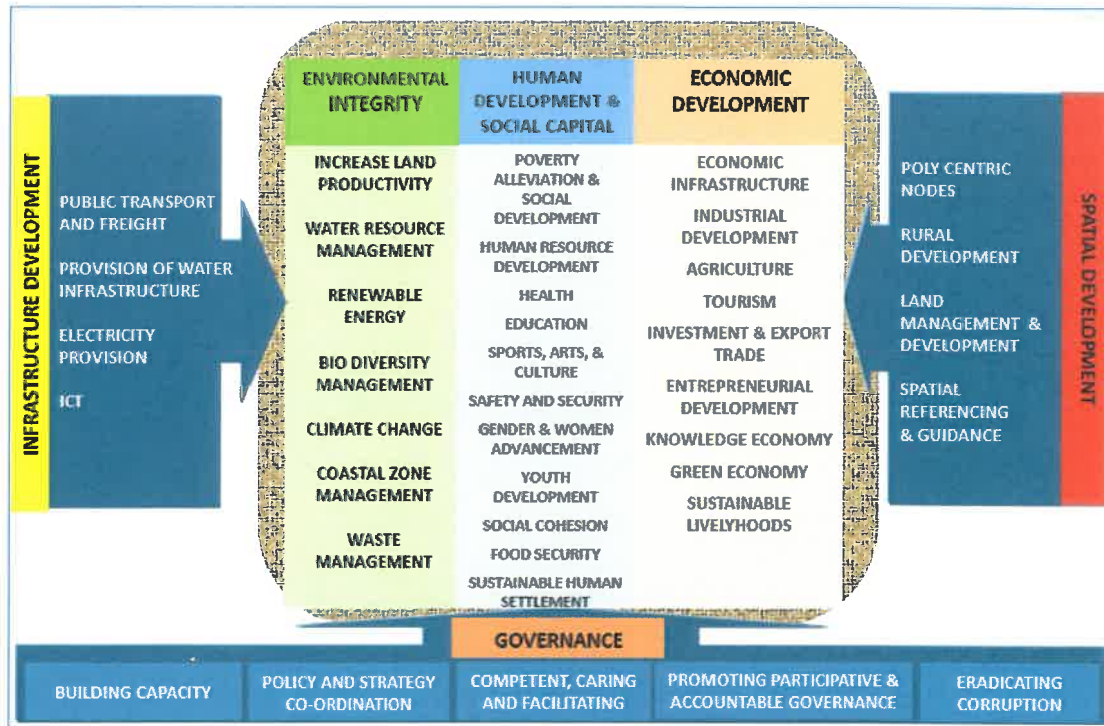 INFRASTRUCTURE DEVELOPMENT
PUBLIC TRANSPORT
AND FREIGHT
PROVISION OF WATER
INFRASTRUCTURE
ELECTRICITY
PROVISION
ICT
ENVIRONMENTAL
INTEGRITY
INCREASE LAND
PRODUCTIVITY
WATER RESOURCE
MANAGEMENT
RENEWABLE
ENERGY
BIO DIVERSITY
MANAGEMENT
CLIMATE CHANGE
COASTAL ZONE
MANAGEMENT
WASTE
MANAGEMENT
HUMAN
DEVELOPMENT &
SOCIAL CAPITAL
POVERTY
ALLEVIATION &
SOCIAL
DEVELOPMENT
HUMAN RESOURCE
DEVELOPMENT
HEALTH
EDUCATION
SPORTS, ARTS, &
CULTURE
SAFETY AND SECURITY
GENDER & WOMEN
ADVANCEMENT
YOUTH
DEVELOPMENT
SOCIAL COHESION
FOOD SECURITY
SUSTAINABLE HUMAN
SETTLEMENT
ECONOMIC
DEVELOPMENT
ECONOMIC
INFRASTRUCTURE
INDUSTRIAL
DEVELOPMENT
AGRICULTURE
TOURISM
INVESTMENT & EXPORT
TRADE
ENTREPRENEURIAL
DEVELOPMENT
KNOWLEDGE ECONOMY
GREEN ECONOMY
SUSTAINABLE
LIVELYHOODS
POLY CENTRIC
NODES
RURAL
DEVELOPMENT
LAND
MANAGEMENT &
DEVELOPMENT
SPATIAL
REFERENCING
& GUIDANCE
SPATIAL DEVELOPMENT
GOVERNANCE
BUILDING CAPACITY
POLICY AND STRATEGY
CO-ORDINATION
COMPETENT, CARING
AND FACILITATING
PROMOTING PARTICIPATIVE &
ACCOUNTABLE GOVERNANCE
ERADICATING
CORRUPTION